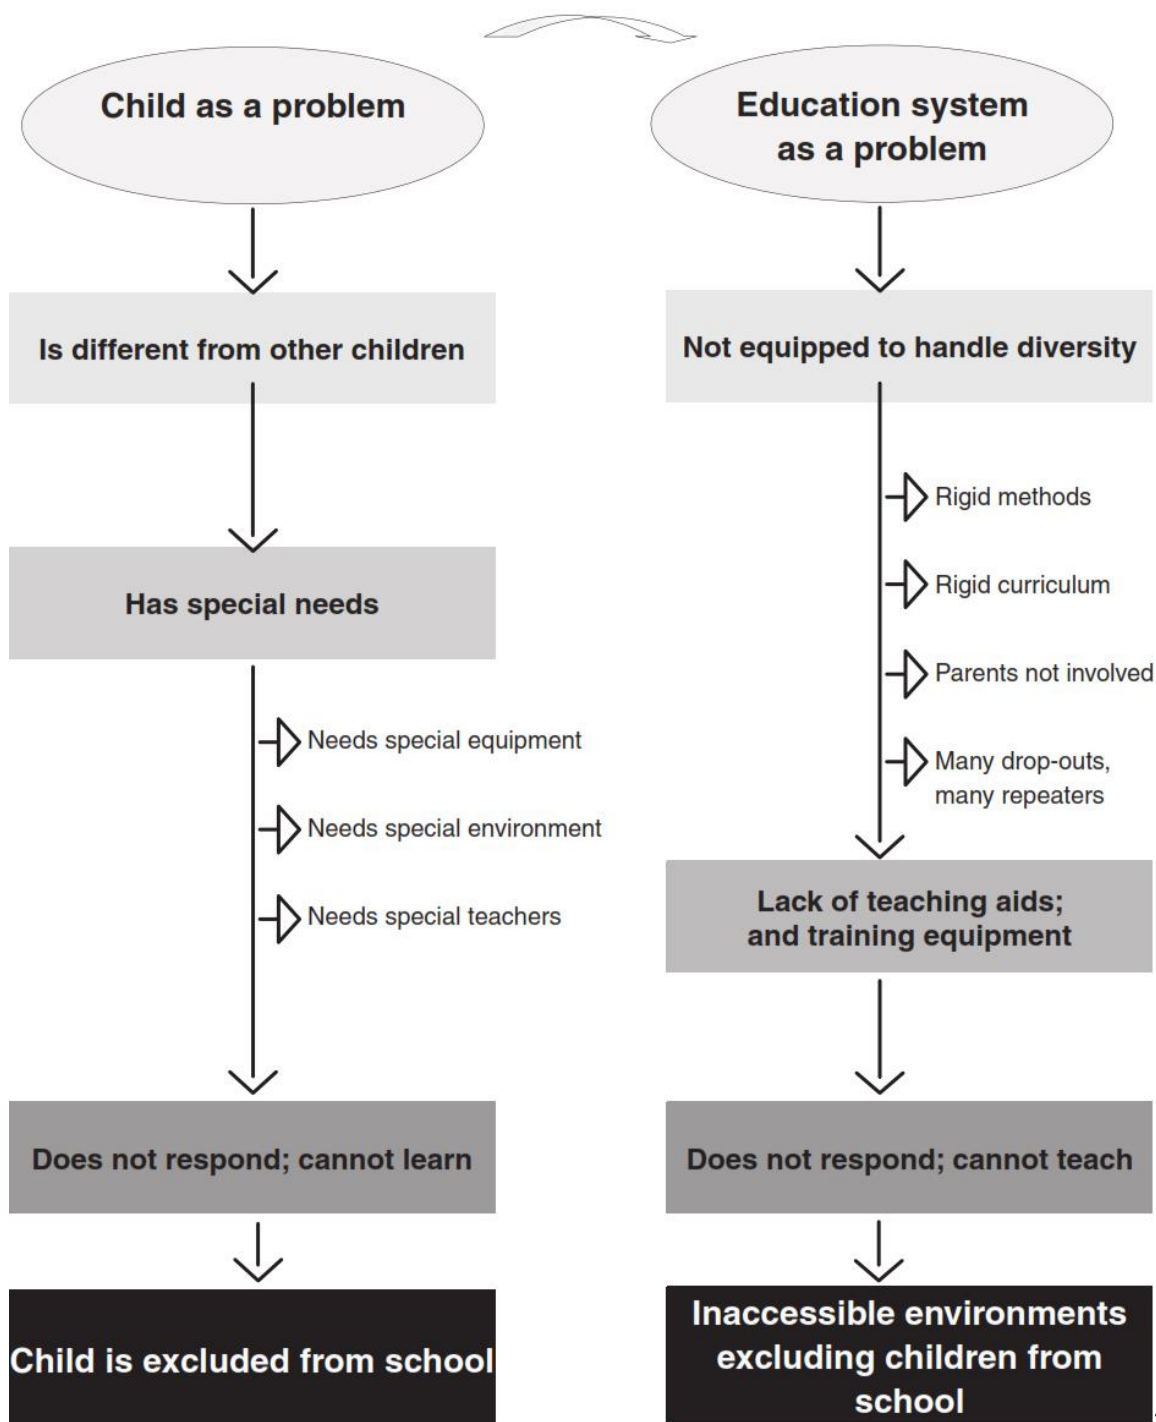 Child as a problem
Is different from other children
Has special needs
Needs special equipment
Needs special environment
Needs special teachers
Does not respond; cannot learn
Child is excluded from school
Education system
as a problem
Not equipped to handle diversity
Rigid methods
Rigid curriculum
Parents not involved
Many drop-outs,
many repeaters
Lack of teaching aids;
and training equipment
Does not respond; cannot teach
Inaccessible environments
excluding children from
school